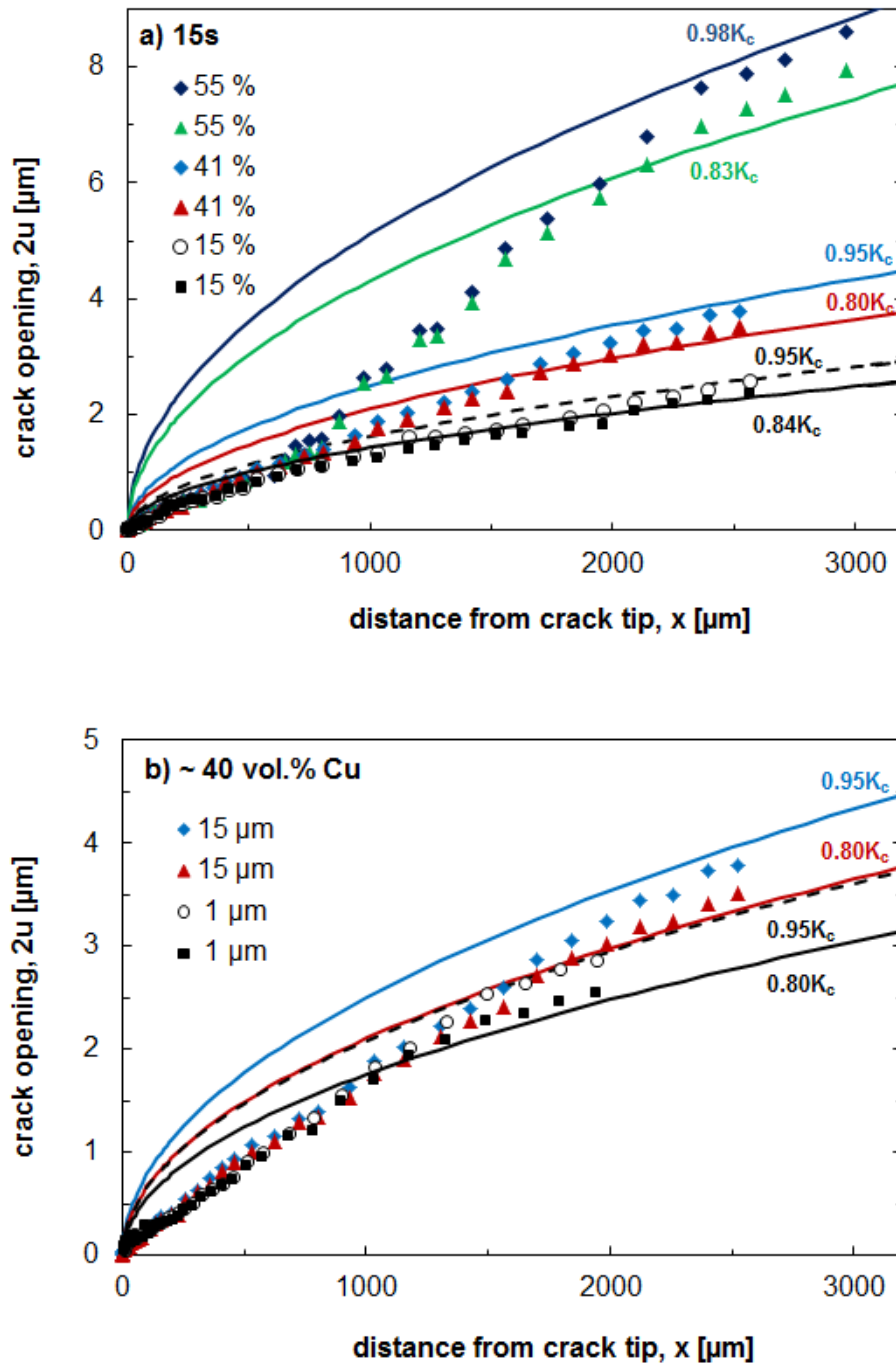 a) 15s
55 %
55 %
41 %
41 %
15 %
15 %
0.98Kc
0.83Kc
0.95Kc
0.80Kc
0.95Kc
0.84Kc
8
6
4
2
0
crack opening, 2u [µm]
0 1000 2000 3000
distance from crack tip, x [µm]
b) ~ 40 vol.% Cu
15 µm
15 µm
1 µm
1 µm
0.95Kc
0.80Kc
0.95Kc
0.80Kc
5
4
3
2
1
0
crack opening, 2u [µm]
0 1000 2000 3000
distance from crack tip, x [µm]